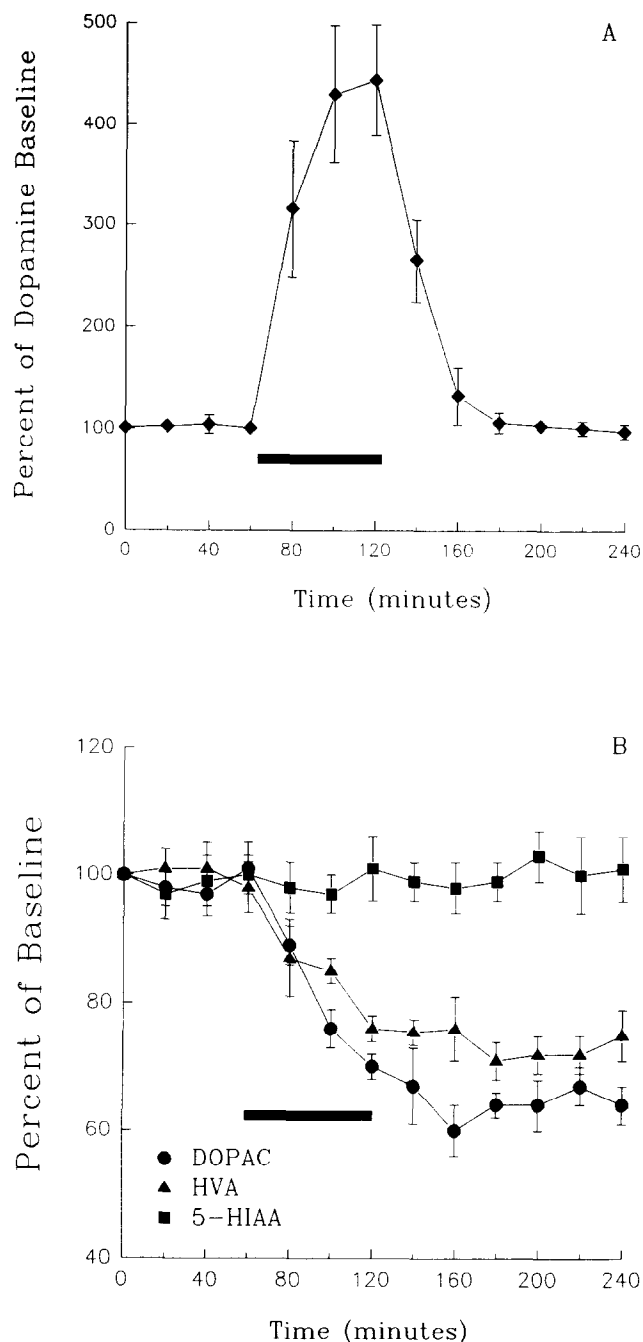 A
Percent of Dopamine Baseline
500
400
300
200
100
0
0 40 80 120 160 200 240
Time (minutes)
B
Percent of Baseline
120
100
80
60
40
DOPAC
HVA
5-HIAA
0 40 80 120 160 200 240
Time (minutes)